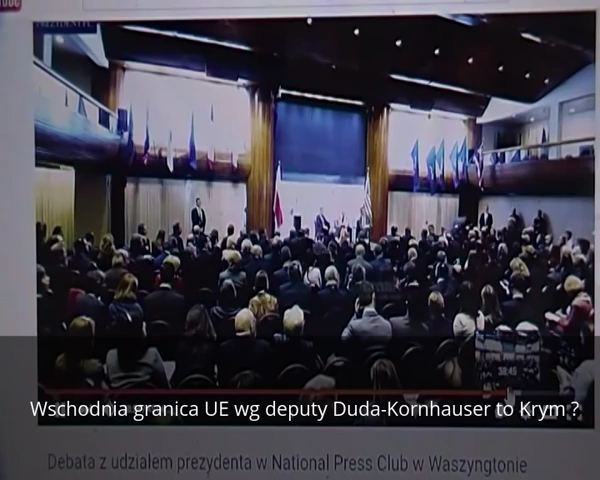 Wschodnia granica UE wg deputy Duda-Kornhauser to Krym ?
Debata z udziałem prezydenta w National Press Club w Waszyngtonie